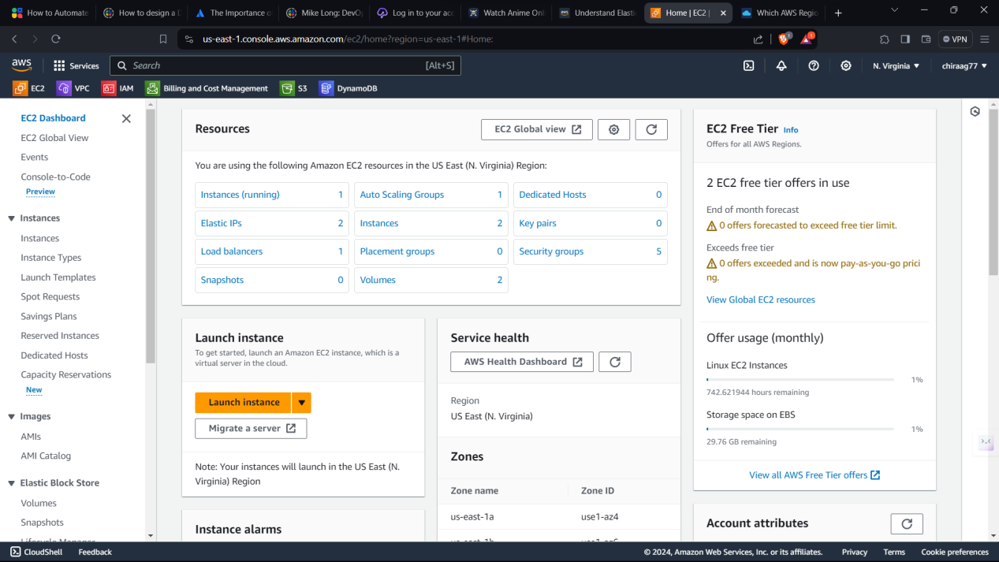 How to Automate
How to design a D
The Importance o
Mike Long: DevO
Log in to your acc
Watch Anime Onl
Understand Elasti
Home | EC2 |
Which AWS Regio
us-east-1.console.aws.amazon.com/ec2/home?region=us-east-1#Home:
1
1
VPN
aws
Services
Search
[Alt+S]
N. Virginia
chiraag77
EC2
VPC
IAM
Billing and Cost Management
S3
DynamoDB
EC2 Dashboard
EC2 Global View
Events
Console-to-Code
Preview
Instances
Instances
Instance Types
Launch Templates
Spot Requests
Savings Plans
Reserved Instances
Dedicated Hosts
Capacity Reservations
New
Images
AMIs
AMI Catalog
Elastic Block Store
Volumes
Snapshots
Lifecycle Manager
Resources
EC2 Global view
You are using the following Amazon EC2 resources in the US East (N. Virginia) Region:
Instances (running) 1
Auto Scaling Groups 1
Dedicated Hosts 0
Elastic IPs 2
Instances 2
Key pairs 0
Load balancers 1
Placement groups 0
Security groups 5
Snapshots 0
Volumes 2
Launch instance
To get started, launch an Amazon EC2 instance, which is a
virtual server in the cloud.
Launch instance
Migrate a server
Note: Your instances will launch in the US East (N.
Virginia) Region
Instance alarms
Service health
AWS Health Dashboard
Region
US East (N. Virginia)
Zones
Zone name Zone ID
us-east-1a use1-az4
us-east-1b use1-az6
EC2 Free Tier Info
Offers for all AWS Regions.
2 EC2 free tier offers in use
End of month forecast
0 offers forecasted to exceed free tier limit.
Exceeds free tier
0 offers exceeded and is now pay-as-you-go prici
ng.
View Global EC2 resources
Offer usage (monthly)
Linux EC2 Instances
1%
742.621944 hours remaining
Storage space on EBS
1%
29.76 GB remaining
View all AWS Free Tier offers
Account attributes
CloudShell
Feedback
© 2024, Amazon Web Services, Inc. or its affiliates.
Privacy
Terms
Cookie preferences